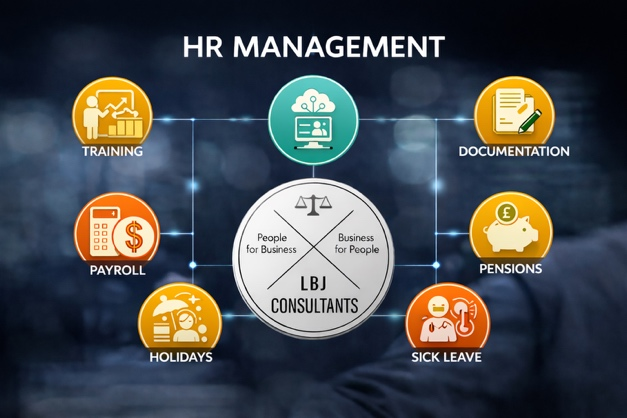 HR MANAGEMENT
TRAINING
DOCUMENTATION
$
PAYROLL
People
for Business
Business
for People
LBJ
CONSULTANTS
£
PENSIONS
HOLIDAYS
SICK LEAVE